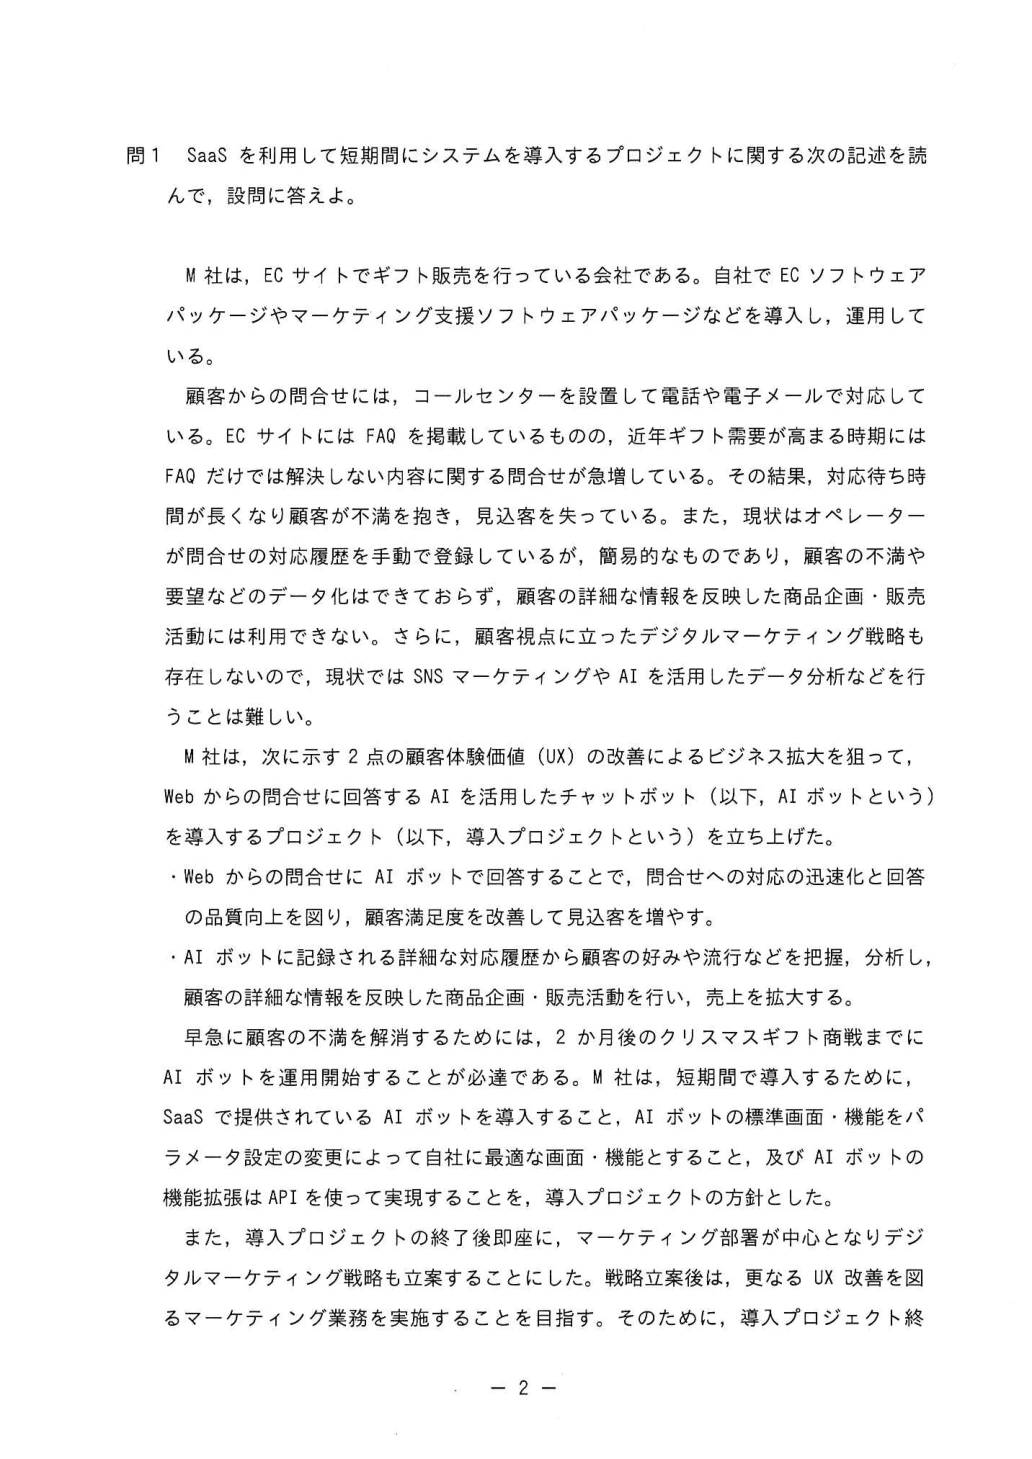 問1 SaaS を利用して短期間にシステムを導入するプロジェクトに関する次の記述を読
んで，設問に答えよ。
M 社は，EC サイトでギフト販売を行っている会社である。自社で EC ソフトウェア
パッケージやマーケティング支援ソフトウェアパッケージなどを導入し，運用して
いる。
顧客からの問合せには，コールセンターを設置して電話や電子メールで対応して
いる。EC サイトには FAQ を掲載しているものの，近年ギフト需要が高まる時期には
FAQ だけでは解決しない内容に関する問合せが急増している。その結果，対応待ち時
間が長くなり顧客が不満を抱き，見込客を失っている。また，現状はオペレーター
が問合せの対応履歴を手動で登録しているが，簡易的なものであり，顧客の不満や
要望などのデータ化はできておらず，顧客の詳細な情報を反映した商品企画・販売
活動には利用できない。さらに，顧客視点に立ったデジタルマーケティング戦略も
存在しないので，現状では SNS マーケティングや AI を活用したデータ分析などを行
うことは難しい。
M 社は，次に示す 2 点の顧客体験価値（UX）の改善によるビジネス拡大を狙って，
Web からの問合せに回答する AI を活用したチャットボット（以下，AI ボットという）
を導入するプロジェクト（以下，導入プロジェクトという）を立ち上げた。
・Web からの問合せに AI ボットで回答することで，問合せへの対応の迅速化と回答
の品質向上を図り，顧客満足度を改善して見込客を増やす。
・AI ボットに記録される詳細な対応履歴から顧客の好みや流行などを把握，分析し，
顧客の詳細な情報を反映した商品企画・販売活動を行い，売上を拡大する。
早急に顧客の不満を解消するためには，2 か月後のクリスマスギフト商戦までに
AI ボットを運用開始することが必達である。M 社は，短期間で導入するために，
SaaS で提供されている AI ボットを導入すること，AI ボットの標準画面・機能をパ
ラメータ設定の変更によって自社に最適な画面・機能とすること，及び AI ボットの
機能拡張は API を使って実現することを，導入プロジェクトの方針とした。
また，導入プロジェクトの終了後即座に，マーケティング部署が中心となりデジ
タルマーケティング戦略も立案することにした。戦略立案後は，更なる UX 改善を図
るマーケティング業務を実施することを目指す。そのために，導入プロジェクト終
－ 2 －